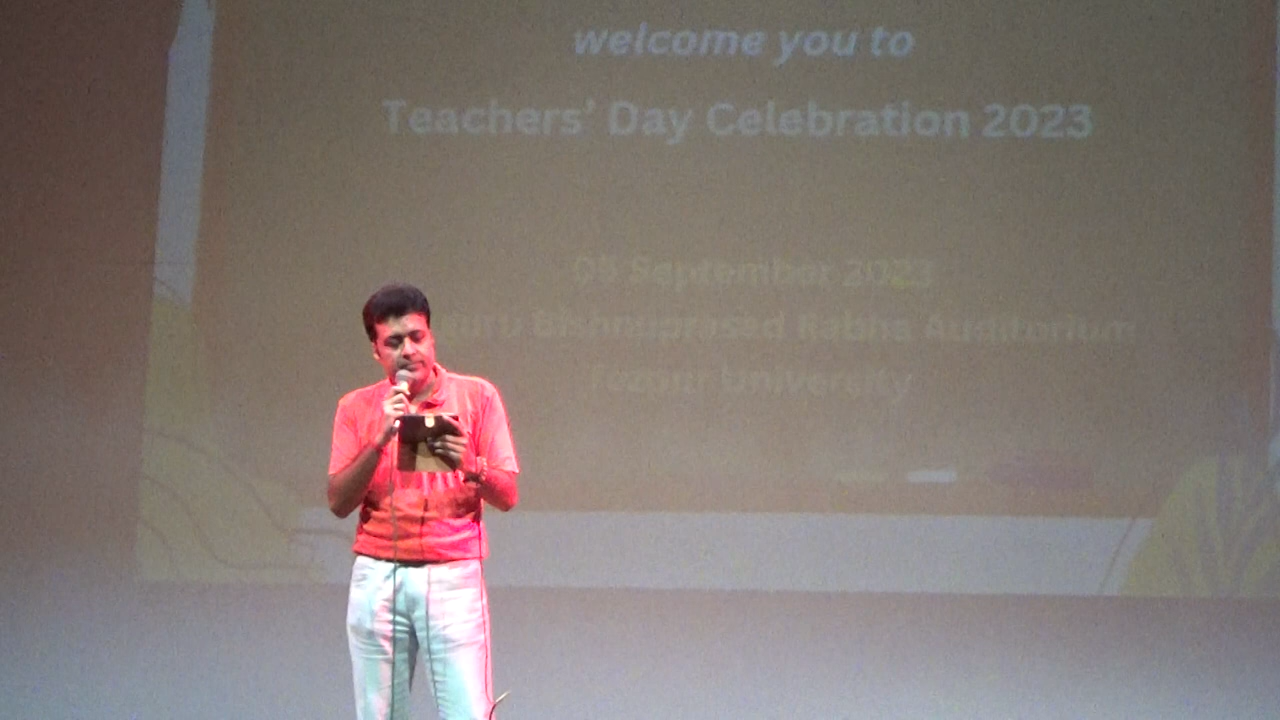 welcome you to
Teachers' Day Celebration 2023
05 September 2023
Bishnuprasad Rabha Auditorium
Tezpur University